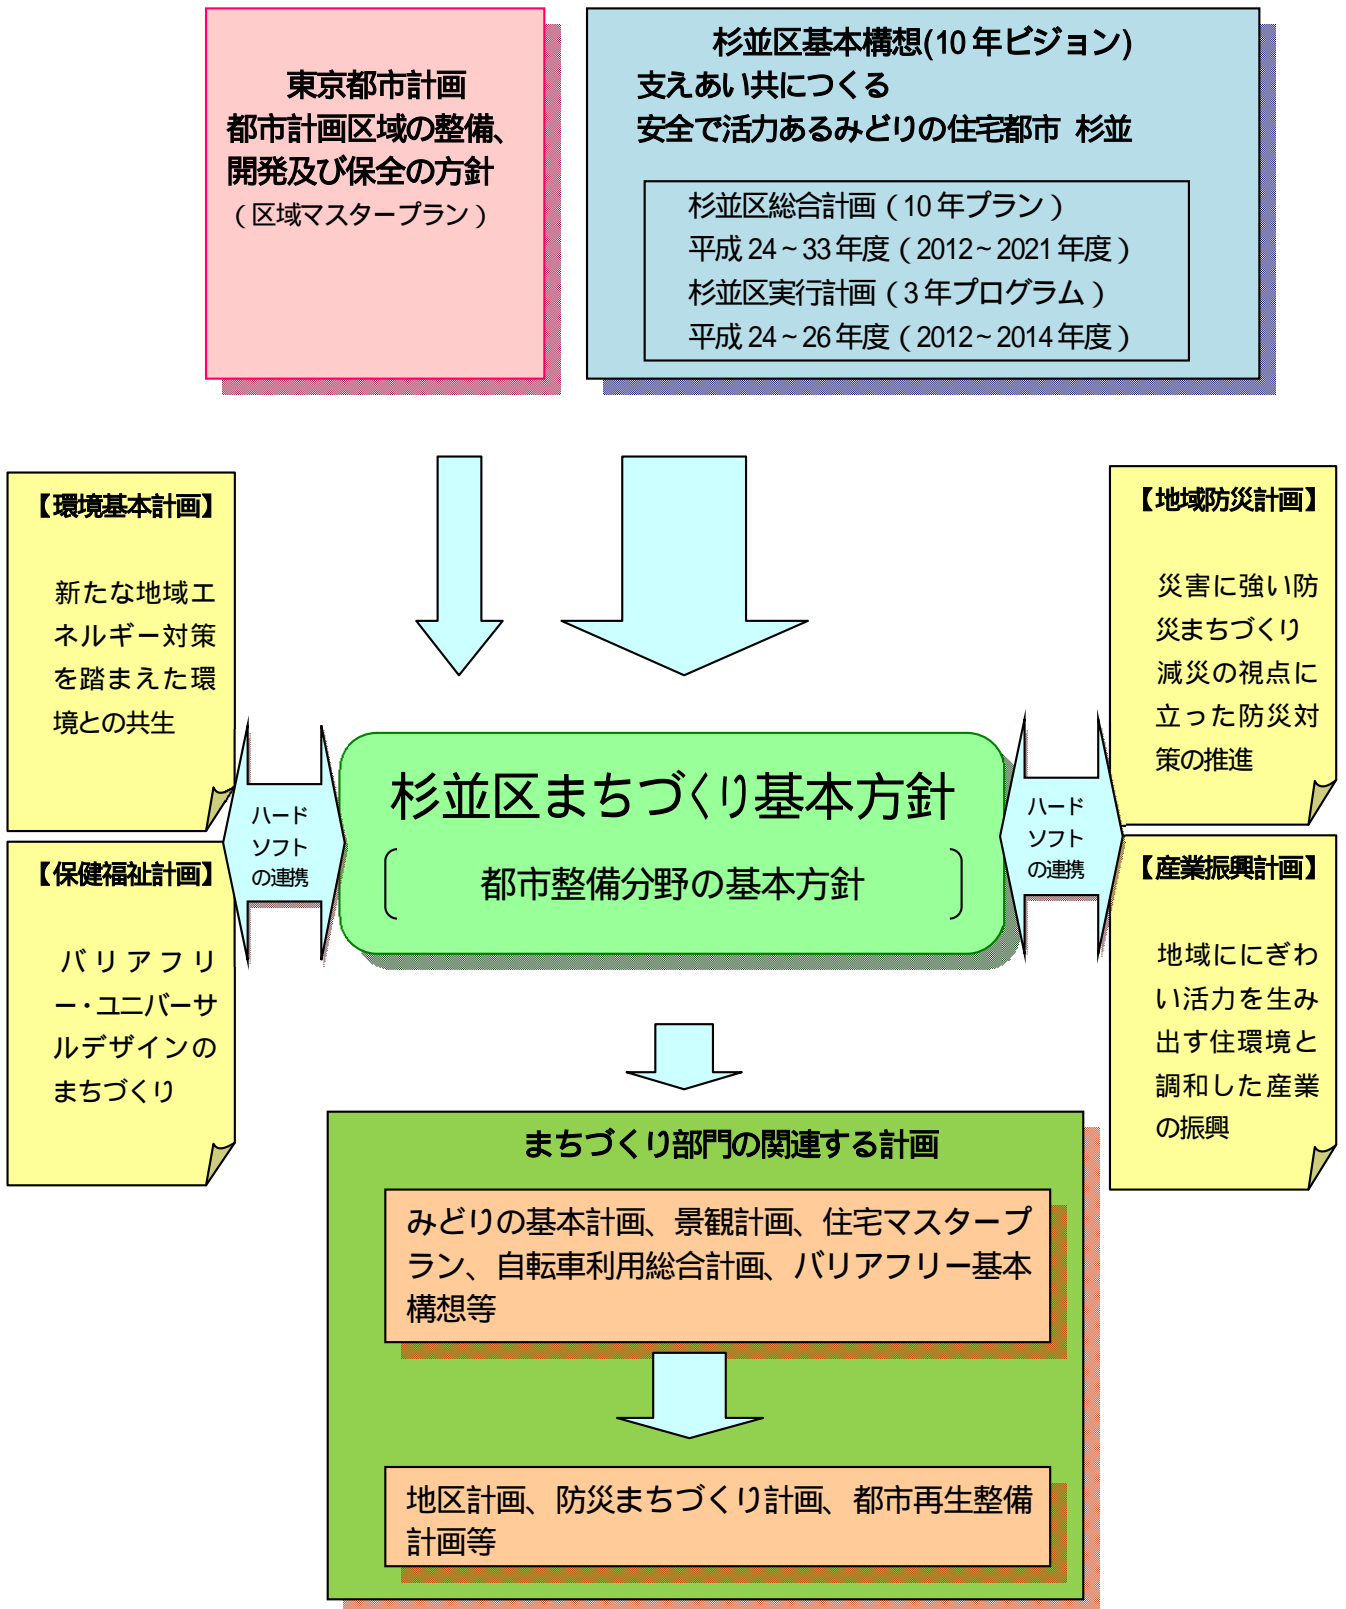 東京都市計画
都市計画区域の整備、
開発及び保全の方針
（区域マスタープラン）
杉並区基本構想(10年ビジョン)
支えあい共につくる
安全で活力あるみどりの住宅都市 杉並
杉並区総合計画（10年プラン）
平成24~33年度（2012~2021年度）
杉並区実行計画（3年プログラム）
平成24~26年度（2012~2014年度）
【環境基本計画】
新たな地域エ
ネルギー対策
を踏まえた環
境との共生
【地域防災計画】
災害に強い防
災まちづくり
減災の視点に
立った防災対
策の推進
ハード
ソフト
の連携
杉並区まちづくり基本方針
都市整備分野の基本方針
ハード
ソフト
の連携
【保健福祉計画】
バリアフリ
ー・ユニバーサ
ルデザインの
まちづくり
【産業振興計画】
地域ににぎわ
い活力を生み
出す住環境と
調和した産業
の振興
まちづくり部門の関連する計画
みどりの基本計画、景観計画、住宅マスタープ
ラン、自転車利用総合計画、バリアフリー基本
構想等
地区計画、防災まちづくり計画、都市再生整備
計画等